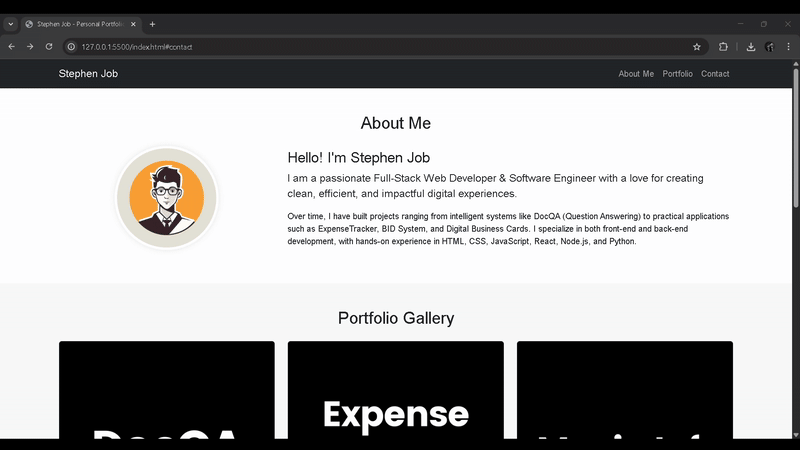 Stephen Job - Personal Portfolio
127.0.0.1:5500/index.html#contact
Stephen Job
About Me
Portfolio
Contact
About Me
Hello! I'm Stephen Job
I am a passionate Full-Stack Web Developer & Software Engineer with a love for creating
clean, efficient, and impactful digital experiences.
Over time, I have built projects ranging from intelligent systems like DocQA (Question Answering) to practical applications
such as ExpenseTracker, BID System, and Digital Business Cards. I specialize in both front-end and back-end
development, with hands-on experience in HTML, CSS, JavaScript, React, Node.js, and Python.
Portfolio Gallery
DocQA
Expense